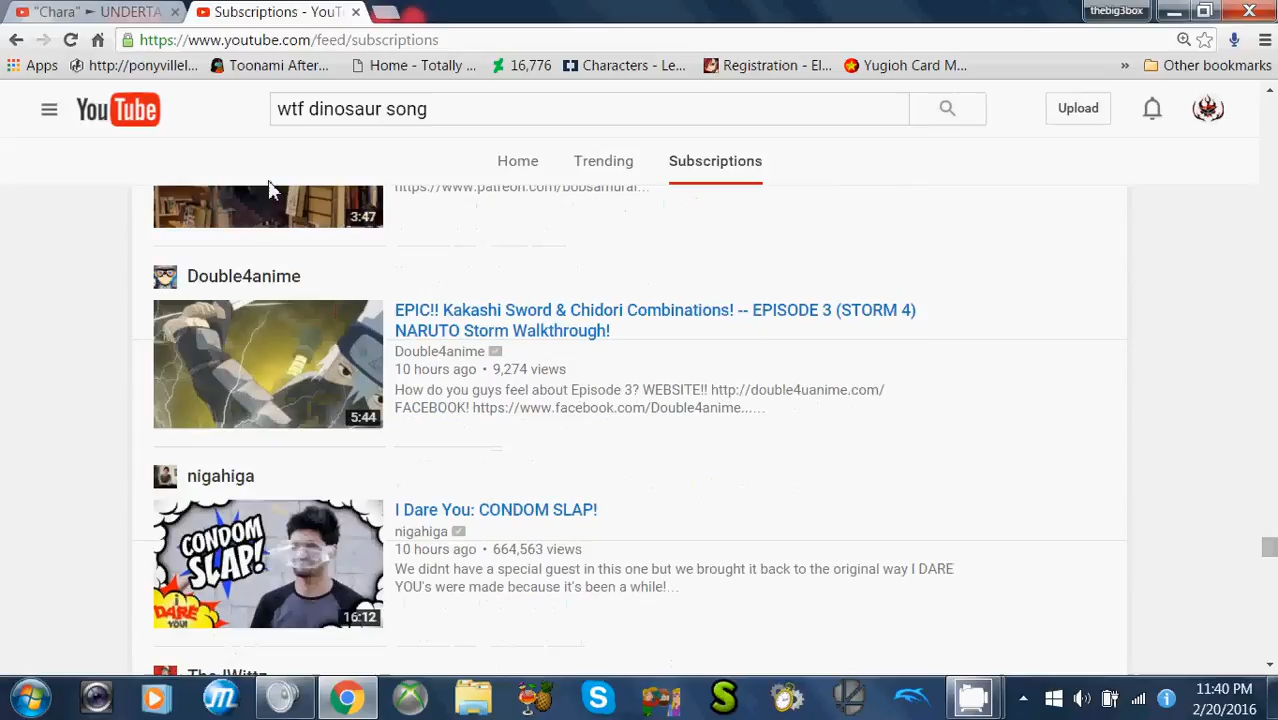 "Chara" ► UNDERTA
Subscriptions - YouT
thebig3box
https://www.youtube.com/feed/subscriptions
Apps
http://ponyvillel...
Toonami After...
Home - Totally ...
16,776
Characters - Le...
Registration - El...
Yugioh Card M...
» Other bookmarks
YouTube
wtf dinosaur song
Upload
Home
Trending
Subscriptions
3:47
https://www.patreon.com/bobsamurai...
Double4anime
EPIC!! Kakashi Sword & Chidori Combinations! -- EPISODE 3 (STORM 4)
NARUTO Storm Walkthrough!
Double4anime
10 hours ago • 9,274 views
How do you guys feel about Episode 3? WEBSITE!! http://double4uanime.com/
FACEBOOK! https://www.facebook.com/Double4anime...…
5:44
nigahiga
CONDOM
SLAP!
I
DARE
YOU!
16:12
I Dare You: CONDOM SLAP!
nigahiga
10 hours ago • 664,563 views
We didnt have a special guest in this one but we brought it back to the original way I DARE
YOU's were made because it's been a while!...
11:40 PM
2/20/2016